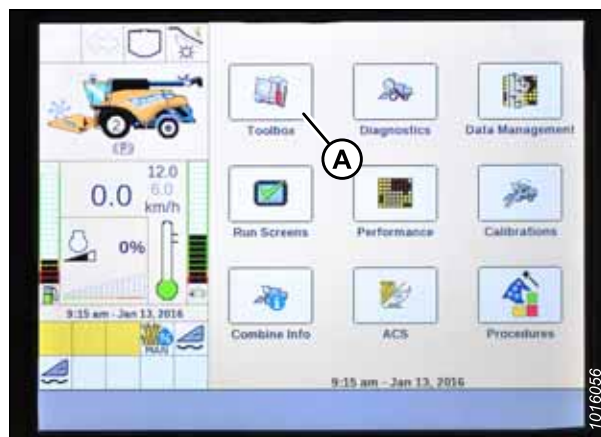 Toolbox
Diagnostics
Data Management
A
2
(P)
12.0
6.0
0.0
km/h
Run Screens
Performance
Calibrations
0%
9:15 am - Jan 13, 2016
MAN
Combine Info
ACS
Procedures
9:15 am - Jan 13, 2016
1016056